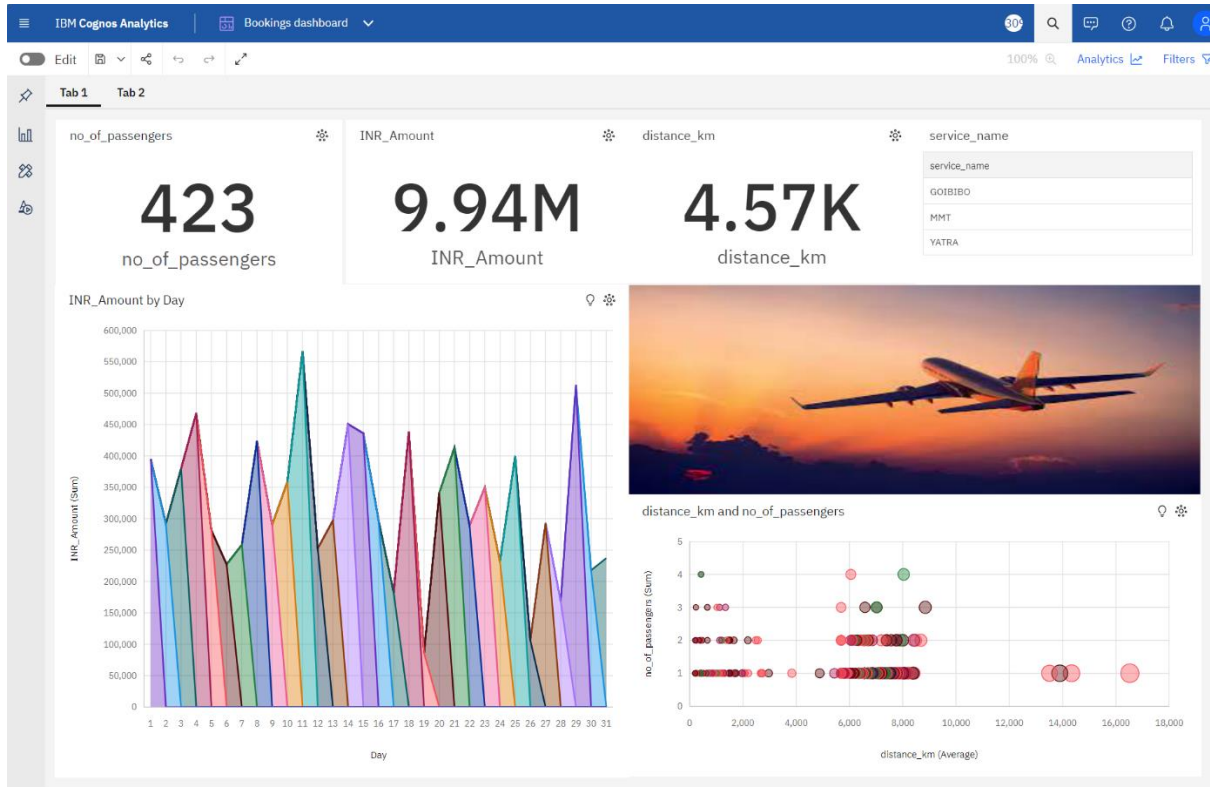 IBM Cognos Analytics
Bookings dashboard
Edit
100%
Analytics
Filters
Tab 1 Tab 2
no_of_passengers
423
no_of_passengers
INR_Amount
9.94M
INR_Amount
distance_km
4.57K
distance_km
service_name
service_name
GOIBIBO
MMT
YATRA
INR_Amount by Day
INR_Amount (Sum)
600,000
550,000
500,000
450,000
400,000
350,000
300,000
250,000
200,000
150,000
100,000
50,000
0
1 2 3 4 5 6 7 8 9 10 11 12 13 14 15 16 17 18 19 20 21 22 23 24 25 26 27 28 29 30 31
Day
distance_km and no_of_passengers
no_of_passengers (Sum)
5
4
3
2
1
0
0 2,000 4,000 6,000 8,000 10,000 12,000 14,000 16,000 18,000
distance_km (Average)